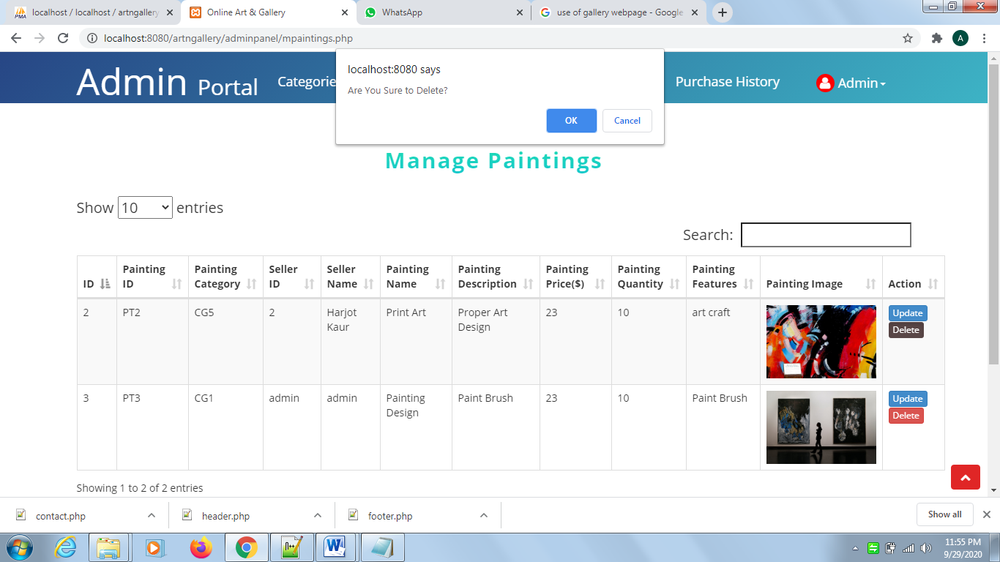 localhost / localhost / artngallery
Online Art & Gallery
WhatsApp
use of gallery webpage - Google
localhost:8080/artngallery/adminpanel/mpaintings.php
A
localhost:8080 says
Are You Sure to Delete?
OK Cancel
Admin Portal Categorie Purchase History Admin
Manage Paintings
Show 10 entries
Search:
ID Painting ID Painting Category Seller ID Seller Name Painting Name Painting Description Painting Price($) Painting Quantity Painting Features Painting Image Action
2 PT2 CG5 2 Harjot Kaur Print Art Proper Art Design 23 10 art craft Update Delete
3 PT3 CG1 admin admin Painting Design Paint Brush 23 10 Paint Brush Update Delete
Showing 1 to 2 of 2 entries
contact.php header.php footer.php Show all
11:55 PM
9/29/2020